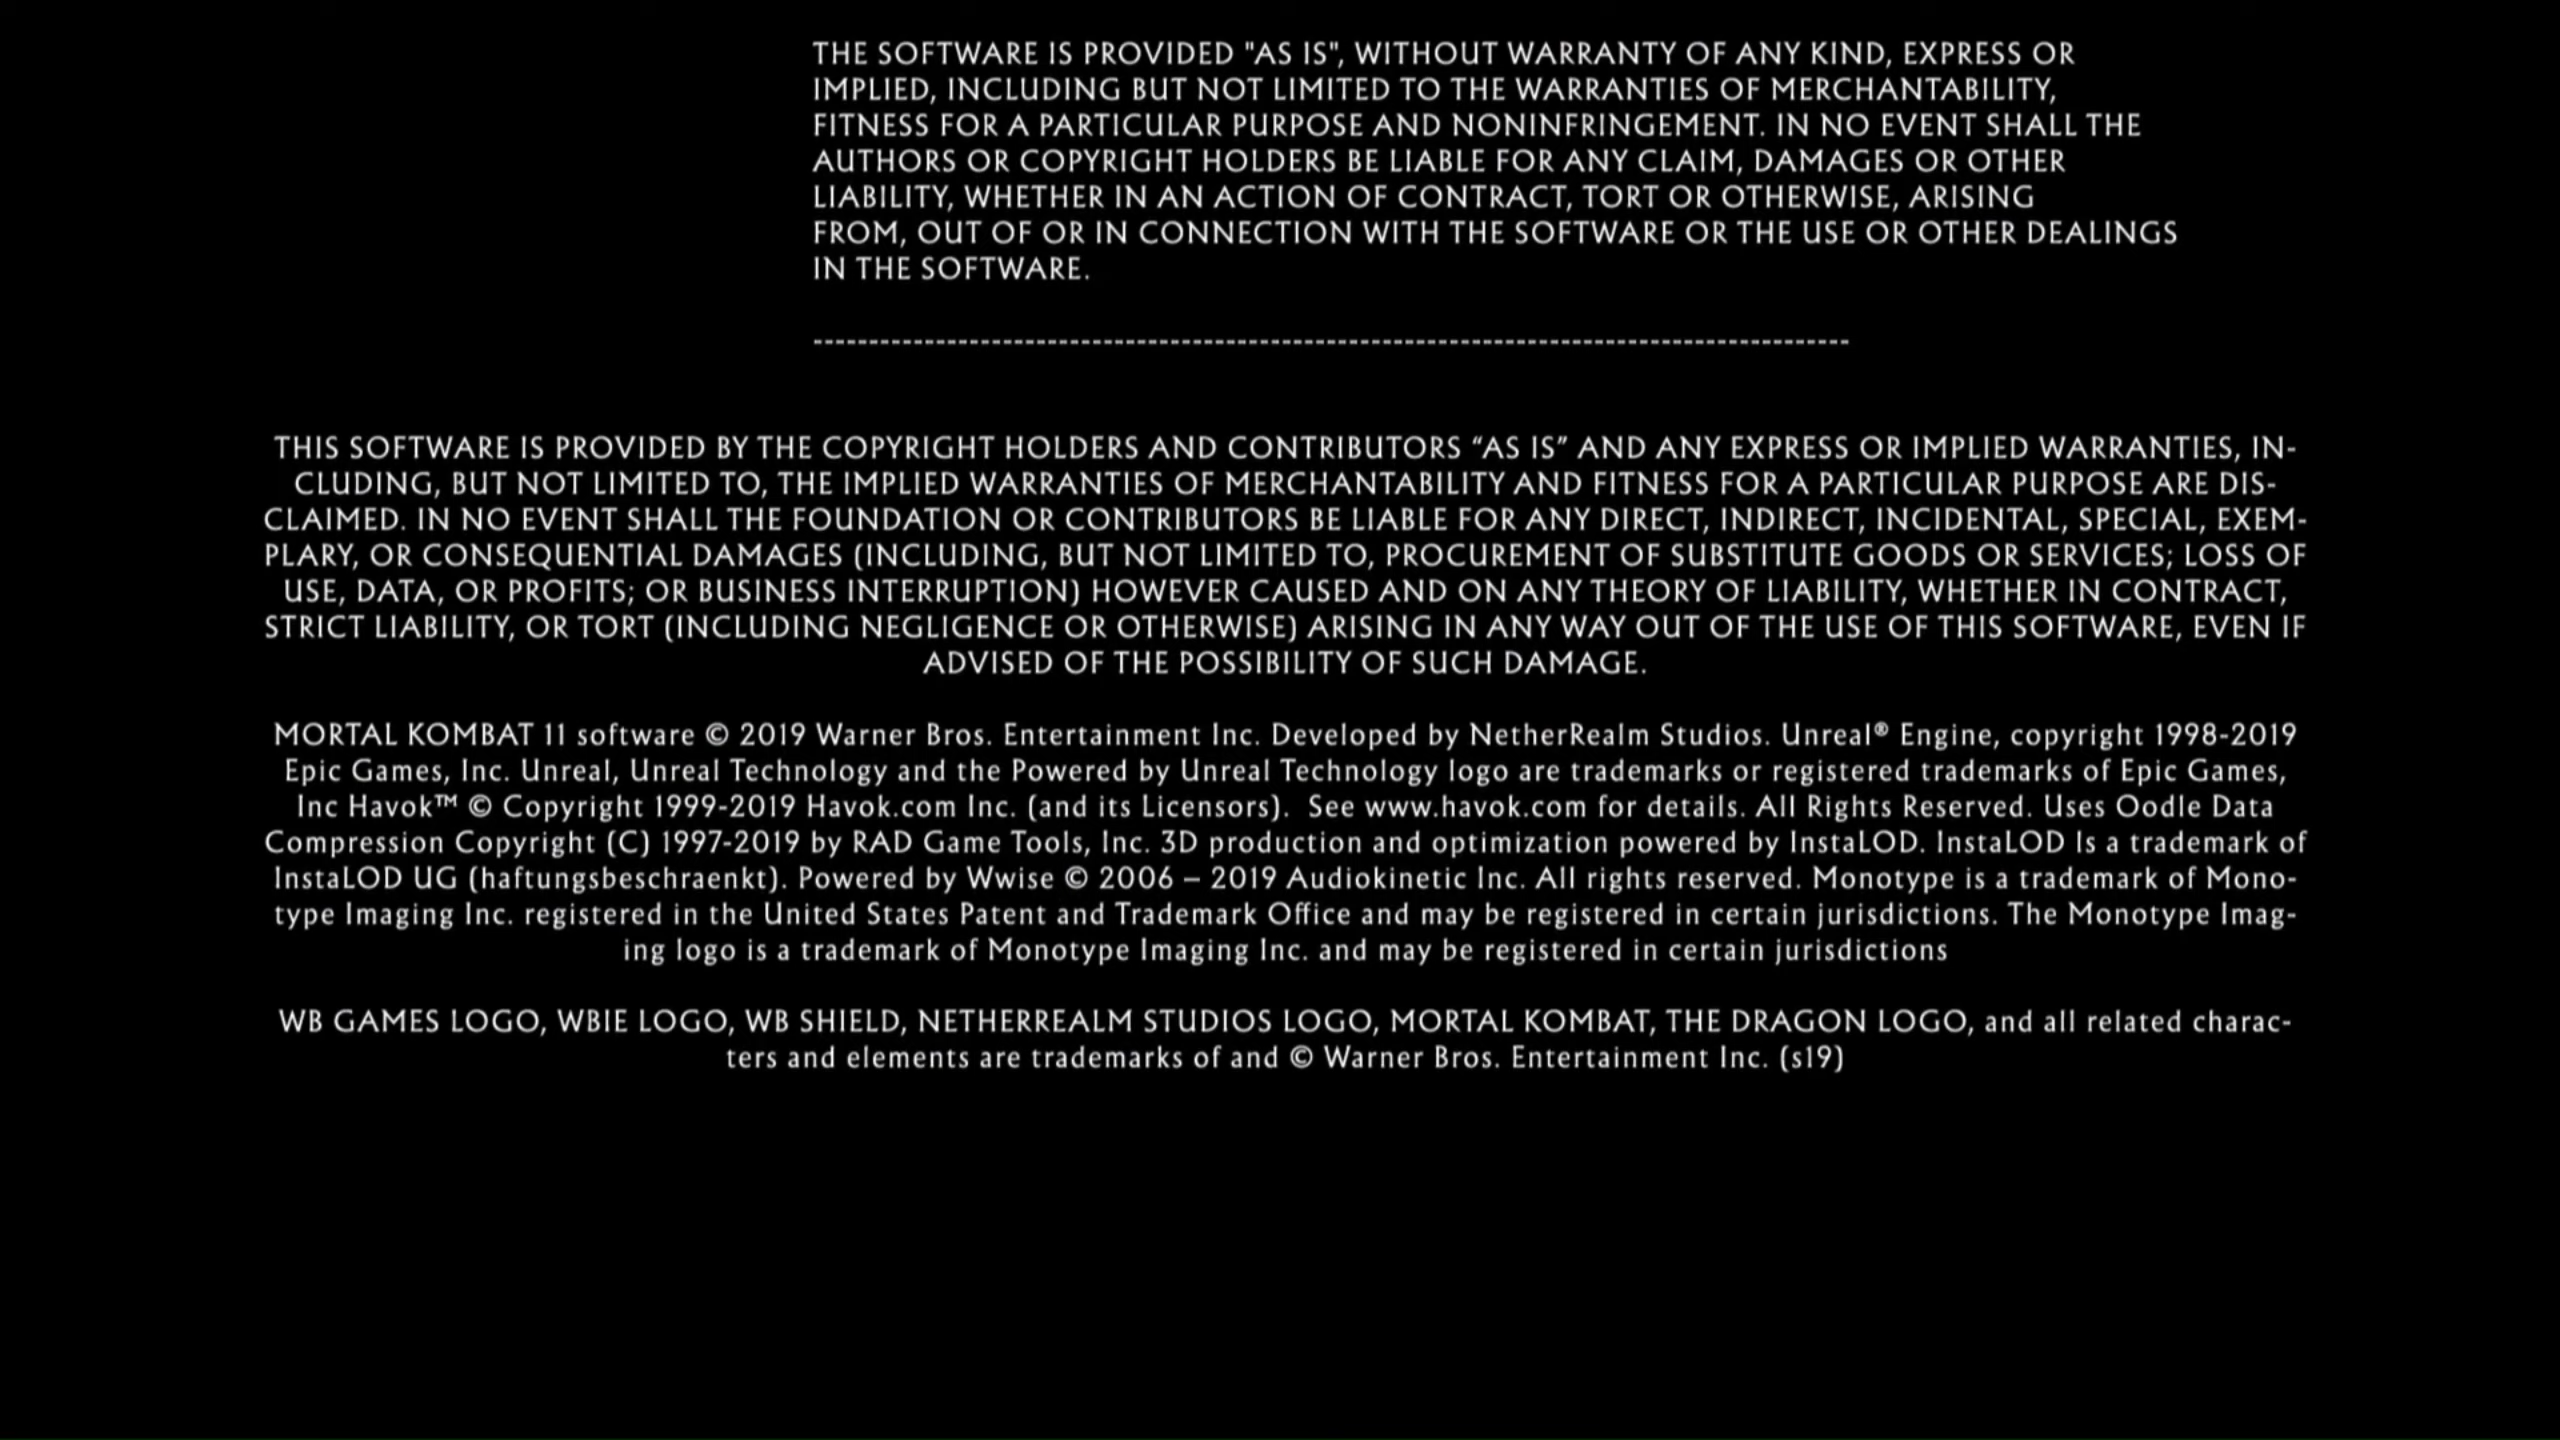 THE SOFTWARE IS PROVIDED "AS IS", WITHOUT WARRANTY OF ANY KIND, EXPRESS OR
IMPLIED, INCLUDING BUT NOT LIMITED TO THE WARRANTIES OF MERCHANTABILITY,
FITNESS FOR A PARTICULAR PURPOSE AND NONINFRINGEMENT. IN NO EVENT SHALL THE
AUTHORS OR COPYRIGHT HOLDERS BE LIABLE FOR ANY CLAIM, DAMAGES OR OTHER
LIABILITY, WHETHER IN AN ACTION OF CONTRACT, TORT OR OTHERWISE, ARISING
FROM, OUT OF OR IN CONNECTION WITH THE SOFTWARE OR THE USE OR OTHER DEALINGS
IN THE SOFTWARE.
---------------------------------------------------------------------------------------------
THIS SOFTWARE IS PROVIDED BY THE COPYRIGHT HOLDERS AND CONTRIBUTORS “AS IS” AND ANY EXPRESS OR IMPLIED WARRANTIES, IN-
CLUDING, BUT NOT LIMITED TO, THE IMPLIED WARRANTIES OF MERCHANTABILITY AND FITNESS FOR A PARTICULAR PURPOSE ARE DIS-
CLAIMED. IN NO EVENT SHALL THE FOUNDATION OR CONTRIBUTORS BE LIABLE FOR ANY DIRECT, INDIRECT, INCIDENTAL, SPECIAL, EXEM-
PLARY, OR CONSEQUENTIAL DAMAGES (INCLUDING, BUT NOT LIMITED TO, PROCUREMENT OF SUBSTITUTE GOODS OR SERVICES; LOSS OF
USE, DATA, OR PROFITS; OR BUSINESS INTERRUPTION) HOWEVER CAUSED AND ON ANY THEORY OF LIABILITY, WHETHER IN CONTRACT,
STRICT LIABILITY, OR TORT (INCLUDING NEGLIGENCE OR OTHERWISE) ARISING IN ANY WAY OUT OF THE USE OF THIS SOFTWARE, EVEN IF
ADVISED OF THE POSSIBILITY OF SUCH DAMAGE.
MORTAL KOMBAT 11 software © 2019 Warner Bros. Entertainment Inc. Developed by NetherRealm Studios. Unreal® Engine, copyright 1998-2019
Epic Games, Inc. Unreal, Unreal Technology and the Powered by Unreal Technology logo are trademarks or registered trademarks of Epic Games,
Inc Havok™ © Copyright 1999-2019 Havok.com Inc. (and its Licensors). See www.havok.com for details. All Rights Reserved. Uses Oodle Data
Compression Copyright (C) 1997-2019 by RAD Game Tools, Inc. 3D production and optimization powered by InstaLOD. InstaLOD Is a trademark of
InstaLOD UG (haftungsbeschraenkt). Powered by Wwise © 2006 – 2019 Audiokinetic Inc. All rights reserved. Monotype is a trademark of Mono-
type Imaging Inc. registered in the United States Patent and Trademark Office and may be registered in certain jurisdictions. The Monotype Imag-
ing logo is a trademark of Monotype Imaging Inc. and may be registered in certain jurisdictions
WB GAMES LOGO, WBIE LOGO, WB SHIELD, NETHERREALM STUDIOS LOGO, MORTAL KOMBAT, THE DRAGON LOGO, and all related charac-
ters and elements are trademarks of and © Warner Bros. Entertainment Inc. (s19)